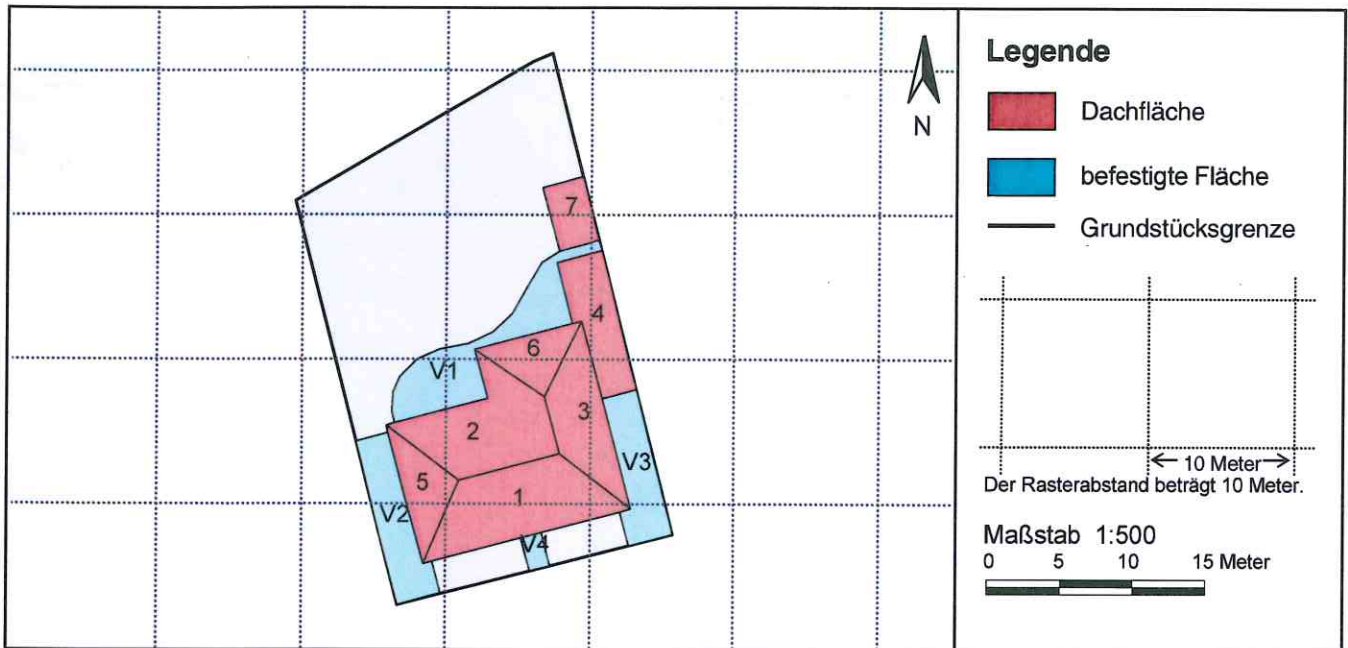 N
7
4
6
V1
3
2
5
V3
1
V2
V4
Legende
Dachfläche
befestigte Fläche
Grundstücksgrenze
10 Meter
Der Rasterabstand beträgt 10 Meter.
Maßstab 1:500
0 5 10 15 Meter